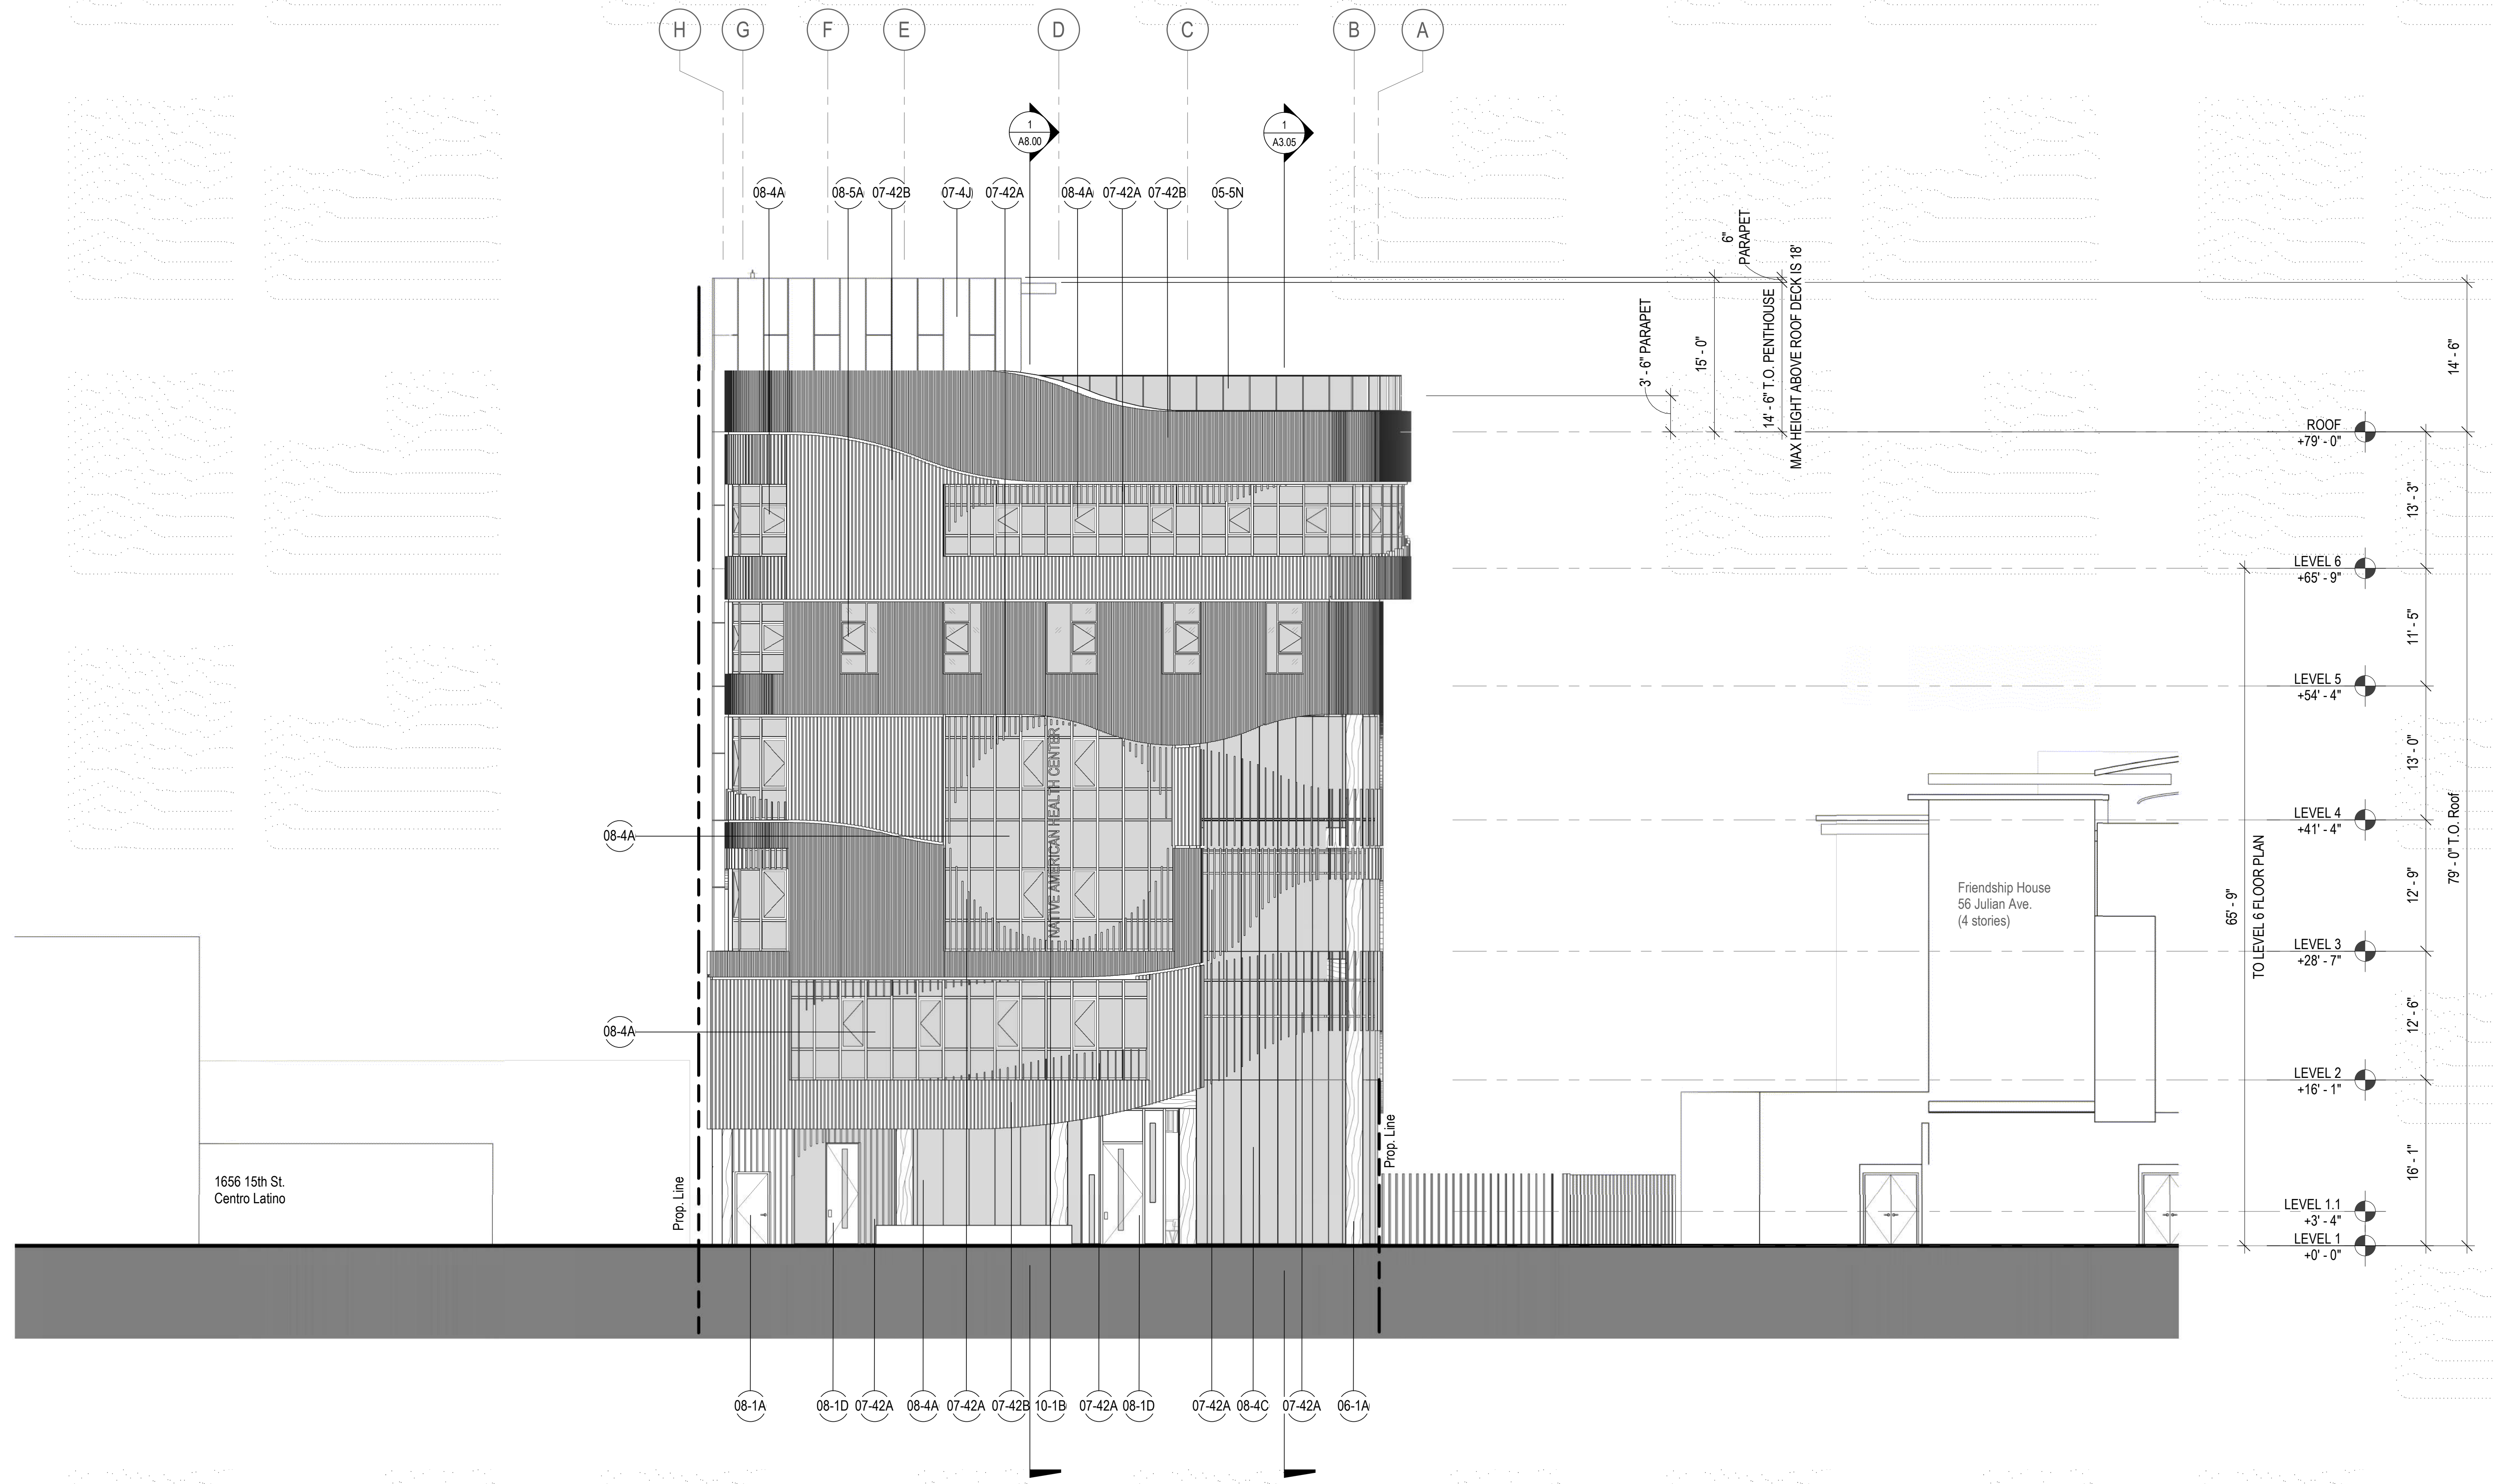 H G F E D C B A
1
A8.00
1
A3.05
08-4A 08-5A 07-42B 07-4J 07-42A 08-4A 07-42A 07-42B 05-5N
6"
PARAPET
3' - 6" PARAPET
15' - 0"
14' - 6" T.O. PENTHOUSE
MAX HEIGHT ABOVE ROOF DECK IS 18'
14' - 6"
ROOF
+79' - 0"
13' - 3"
LEVEL 6
+65' - 9"
11' - 5"
LEVEL 5
+54' - 4"
13' - 0"
LEVEL 4
+41' - 4"
12' - 9"
LEVEL 3
+28' - 7"
12' - 6"
LEVEL 2
+16' - 1"
16' - 1"
LEVEL 1.1
+3' - 4"
LEVEL 1
+0' - 0"
79' - 0" T.O. Roof
65' - 9"
TO LEVEL 6 FLOOR PLAN
08-4A
08-4A
NATIVE AMERICAN HEALTH CENTER
Friendship House
56 Julian Ave.
(4 stories)
1656 15th St.
Centro Latino
Prop. Line
Prop. Line
08-1A 08-1D 07-42A 08-4A 07-42A 07-42B 10-1B 07-42A 08-1D 07-42A 08-4C 07-42A 06-1A